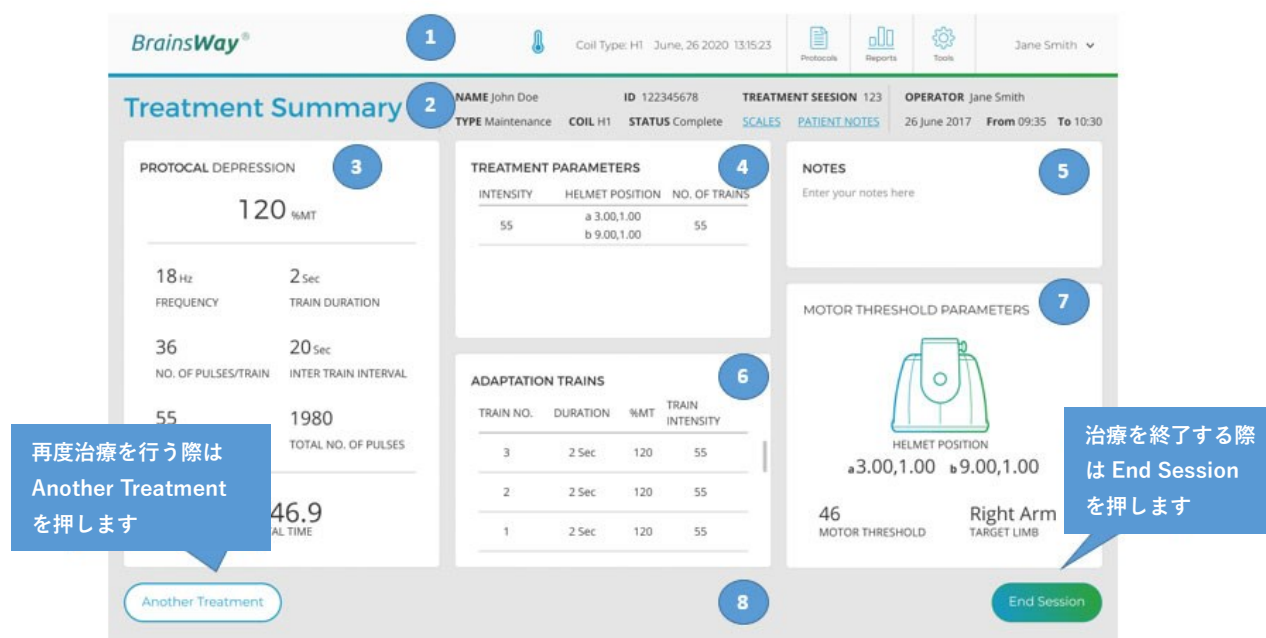 BrainsWay®
1
Coil Type: H1 June, 26 2020 13:15:23
Protocols
Reports
Tools
Jane Smith
Treatment Summary
2
NAME John Doe ID 122345678 TREATMENT SEESION 123 OPERATOR Jane Smith
TYPE Maintenance COIL H1 STATUS Complete SCALES PATIENT NOTES 26 June 2017 From 09:35 To 10:30
PROTOCAL DEPRESSION
3
120 %MT
18 Hz
FREQUENCY
2 Sec
TRAIN DURATION
36
NO. OF PULSES/TRAIN
20 Sec
INTER TRAIN INTERVAL
55
1980
TOTAL NO. OF PULSES
46.9
AL TIME
TREATMENT PARAMETERS
4
INTENSITY HELMET POSITION NO. OF TRAINS
55 a 3.00,1.00 55
b 9.00,1.00
NOTES
5
Enter your notes here
ADAPTATION TRAINS
6
TRAIN NO. DURATION %MT TRAIN INTENSITY
3 2 Sec 120 55
2 2 Sec 120 55
1 2 Sec 120 55
MOTOR THRESHOLD PARAMETERS
7
HELMET POSITION
a3.00,1.00 b9.00,1.00
46
MOTOR THRESHOLD
Right Arm
TARGET LIMB
再度治療を行う際は
Another Treatment
を押します
治療を終了する際
は End Session
を押します
Another Treatment
8
End Session